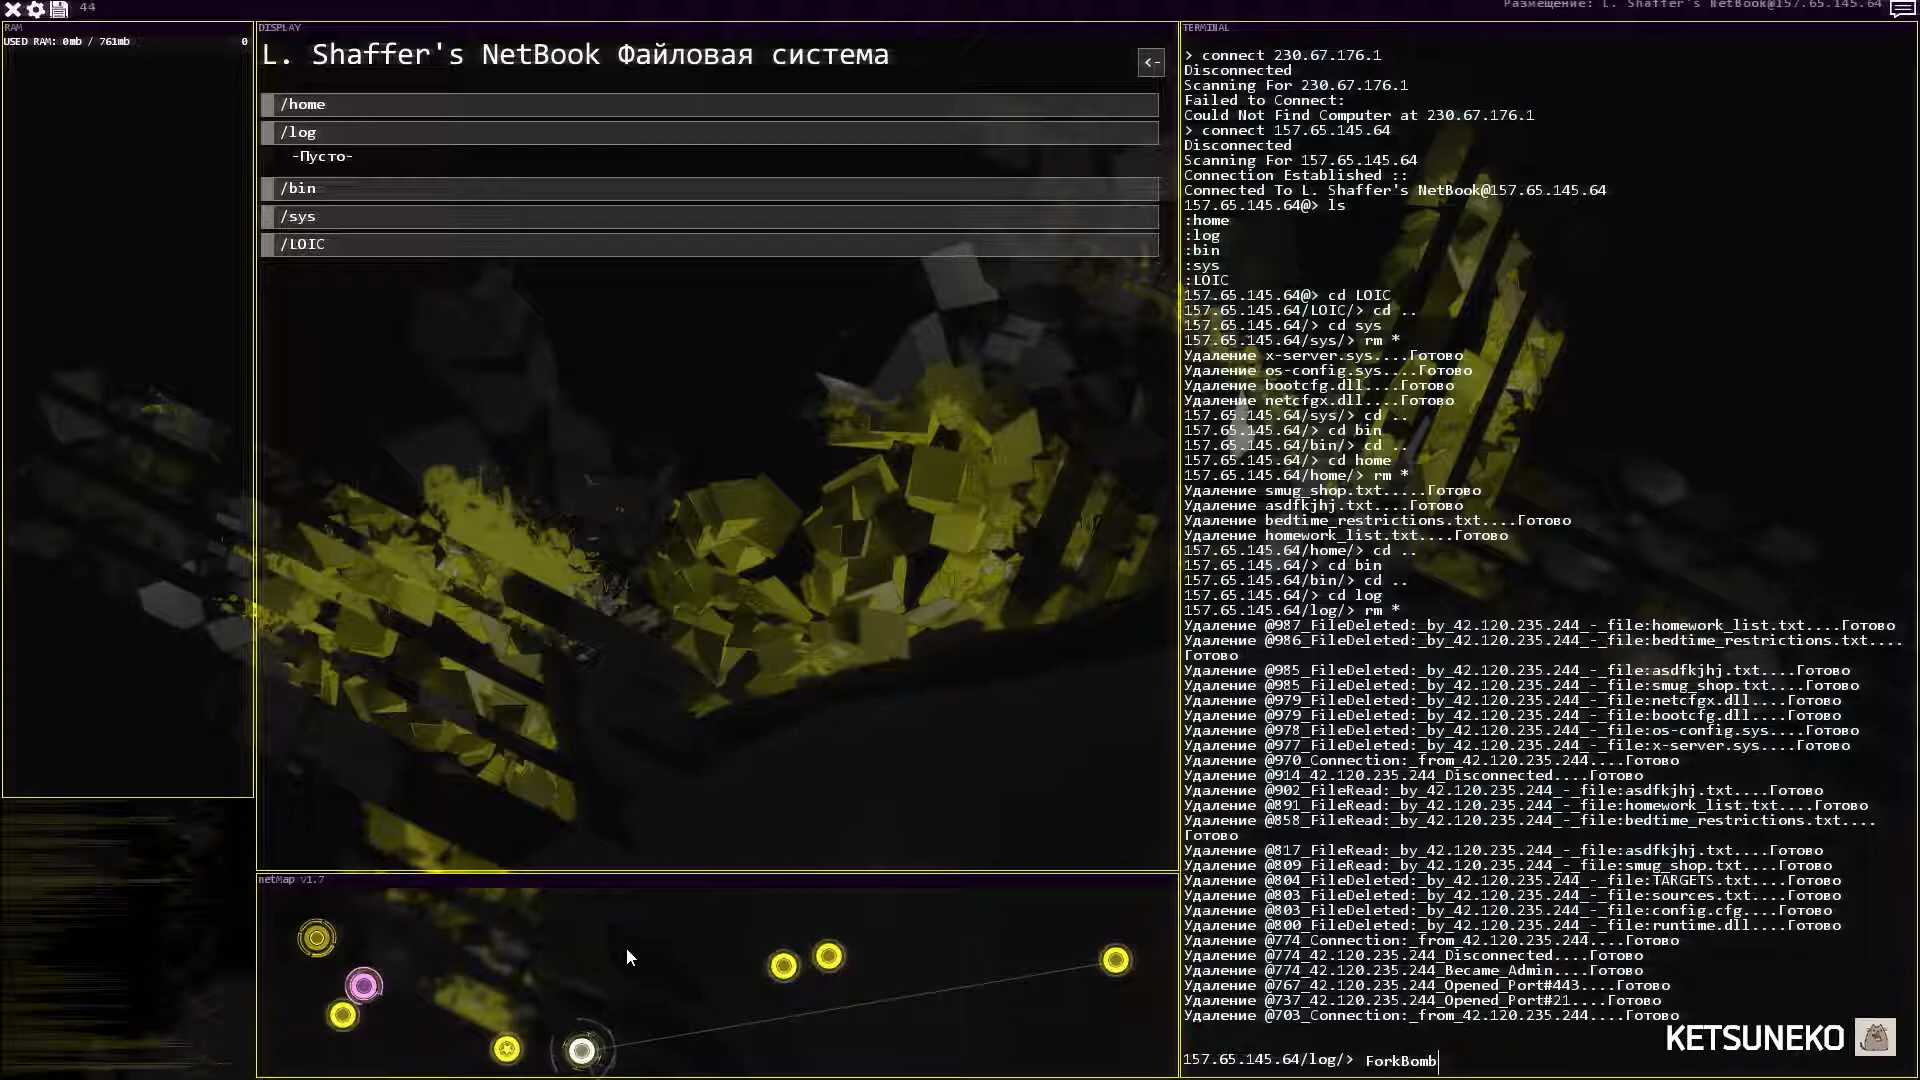 44
Размещение: L. Shaffer's NetBook@157.65.145.64
RAM
USED RAM: 0mb / 761mb
0
DISPLAY
L. Shaffer's NetBook Файловая система
<-
/home
/log
-Пусто-
/bin
/sys
/LOIC
netMap v1.7
TERMINAL
> connect 230.67.176.1
Disconnected
Scanning For 230.67.176.1
Failed to Connect:
Could Not Find Computer at 230.67.176.1
> connect 157.65.145.64
Disconnected
Scanning For 157.65.145.64
Connection Established ::
Connected To L. Shaffer's NetBook@157.65.145.64
157.65.145.64@> ls
:home
:log
:bin
:sys
:LOIC
157.65.145.64@> cd LOIC
157.65.145.64/LOIC/> cd ..
157.65.145.64/> cd sys
157.65.145.64/sys/> rm *
Удаление x-server.sys....Готово
Удаление os-config.sys....Готово
Удаление bootcfg.dll....Готово
Удаление netcfgx.dll....Готово
157.65.145.64/sys/> cd ..
157.65.145.64/> cd bin
157.65.145.64/bin/> cd ..
157.65.145.64/> cd home
157.65.145.64/home/> rm *
Удаление smug_shop.txt.....Готово
Удаление asdfkjhj.txt....Готово
Удаление bedtime_restrictions.txt....Готово
Удаление homework_list.txt....Готово
157.65.145.64/home/> cd ..
157.65.145.64/> cd bin
157.65.145.64/bin/> cd ..
157.65.145.64/> cd log
157.65.145.64/log/> rm *
Удаление @987_FileDeleted:_by_42.120.235.244_-_file:homework_list.txt....Готово
Удаление @986_FileDeleted:_by_42.120.235.244_-_file:bedtime_restrictions.txt....
Готово
Удаление @985_FileDeleted:_by_42.120.235.244_-_file:asdfkjhj.txt....Готово
Удаление @985_FileDeleted:_by_42.120.235.244_-_file:smug_shop.txt....Готово
Удаление @979_FileDeleted:_by_42.120.235.244_-_file:netcfgx.dll....Готово
Удаление @979_FileDeleted:_by_42.120.235.244_-_file:bootcfg.dll....Готово
Удаление @978_FileDeleted:_by_42.120.235.244_-_file:os-config.sys....Готово
Удаление @977_FileDeleted:_by_42.120.235.244_-_file:x-server.sys....Готово
Удаление @970_Connection:_from_42.120.235.244....Готово
Удаление @914_42.120.235.244_Disconnected....Готово
Удаление @902_FileRead:_by_42.120.235.244_-_file:asdfkjhj.txt....Готово
Удаление @891_FileRead:_by_42.120.235.244_-_file:homework_list.txt....Готово
Удаление @858_FileRead:_by_42.120.235.244_-_file:bedtime_restrictions.txt....
Готово
Удаление @817_FileRead:_by_42.120.235.244_-_file:asdfkjhj.txt....Готово
Удаление @809_FileRead:_by_42.120.235.244_-_file:smug_shop.txt....Готово
Удаление @804_FileDeleted:_by_42.120.235.244_-_file:TARGETS.txt....Готово
Удаление @803_FileDeleted:_by_42.120.235.244_-_file:sources.txt....Готово
Удаление @803_FileDeleted:_by_42.120.235.244_-_file:config.cfg....Готово
Удаление @800_FileDeleted:_by_42.120.235.244_-_file:runtime.dll....Готово
Удаление @774_Connection:_from_42.120.235.244....Готово
Удаление @774_42.120.235.244_Disconnected....Готово
Удаление @774_42.120.235.244_Became_Admin....Готово
Удаление @767_42.120.235.244_Opened_Port#443....Готово
Удаление @737_42.120.235.244_Opened_Port#21....Готово
Удаление @703_Connection:_from_42.120.235.244....Готово
KETSUNEKO
157.65.145.64/log/> ForkBomb